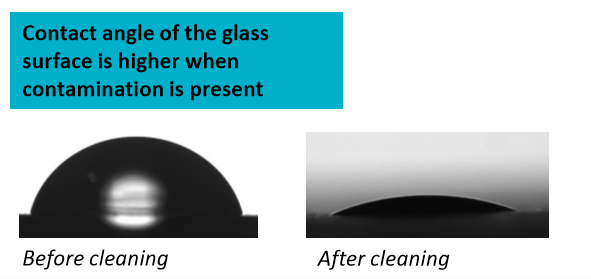 Contact angle of the glass
surface is higher when
contamination is present
Before cleaning
After cleaning